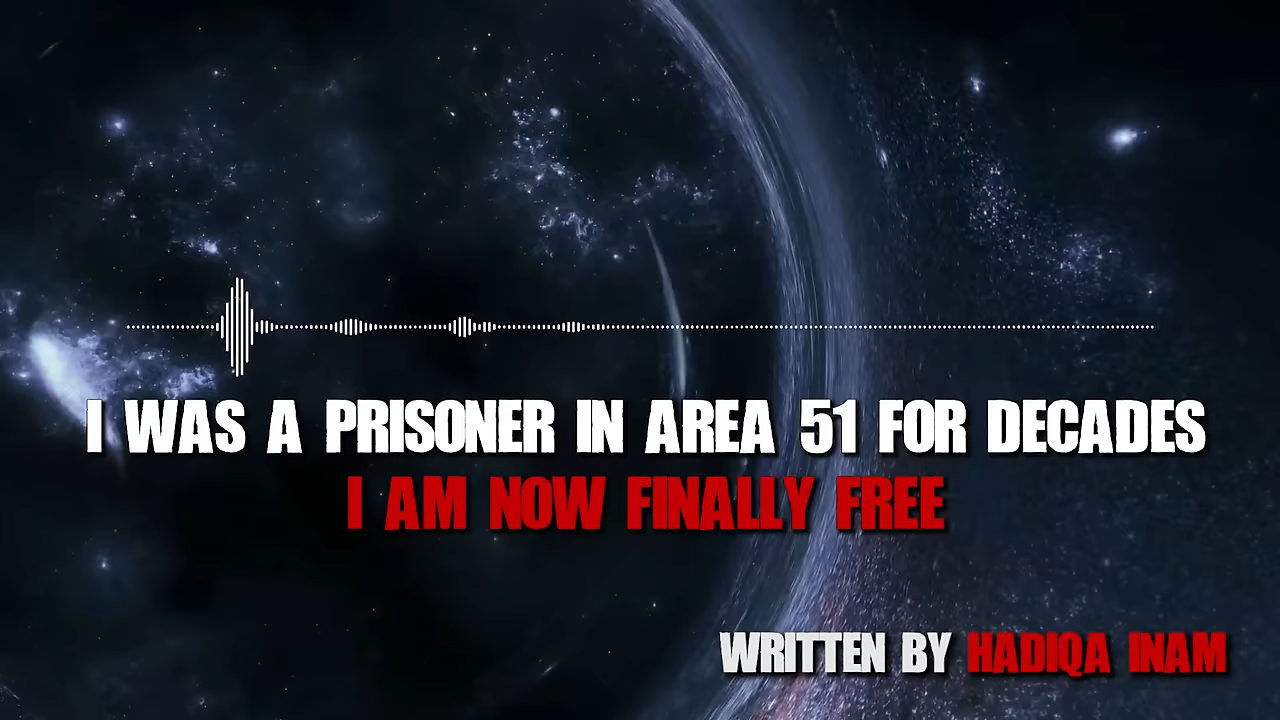 I WAS A PRISONER IN AREA 51 FOR DECADES
I AM NOW FINALLY FREE
WRITTEN BY HADIQA INAM